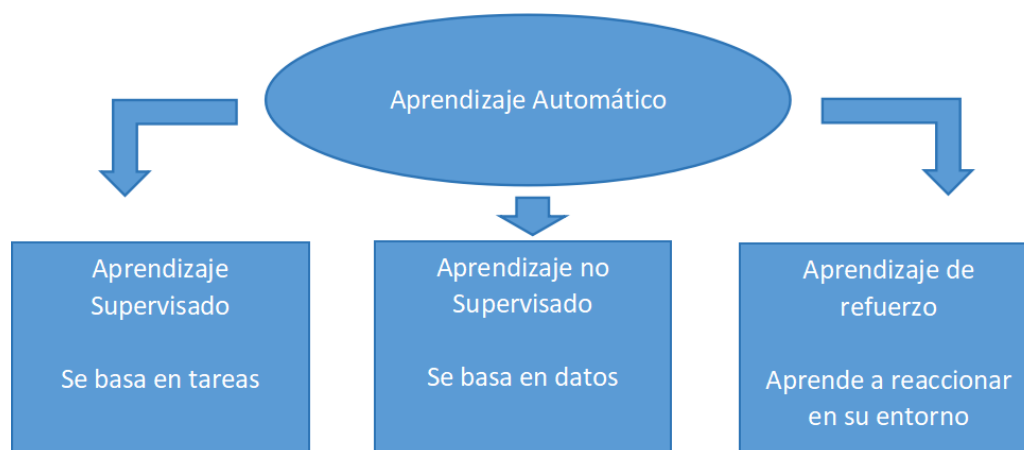 Aprendizaje Automático
Aprendizaje
Supervisado
Se basa en tareas
Aprendizaje no
Supervisado
Se basa en datos
Aprendizaje de
refuerzo
Aprende a reaccionar
en su entorno